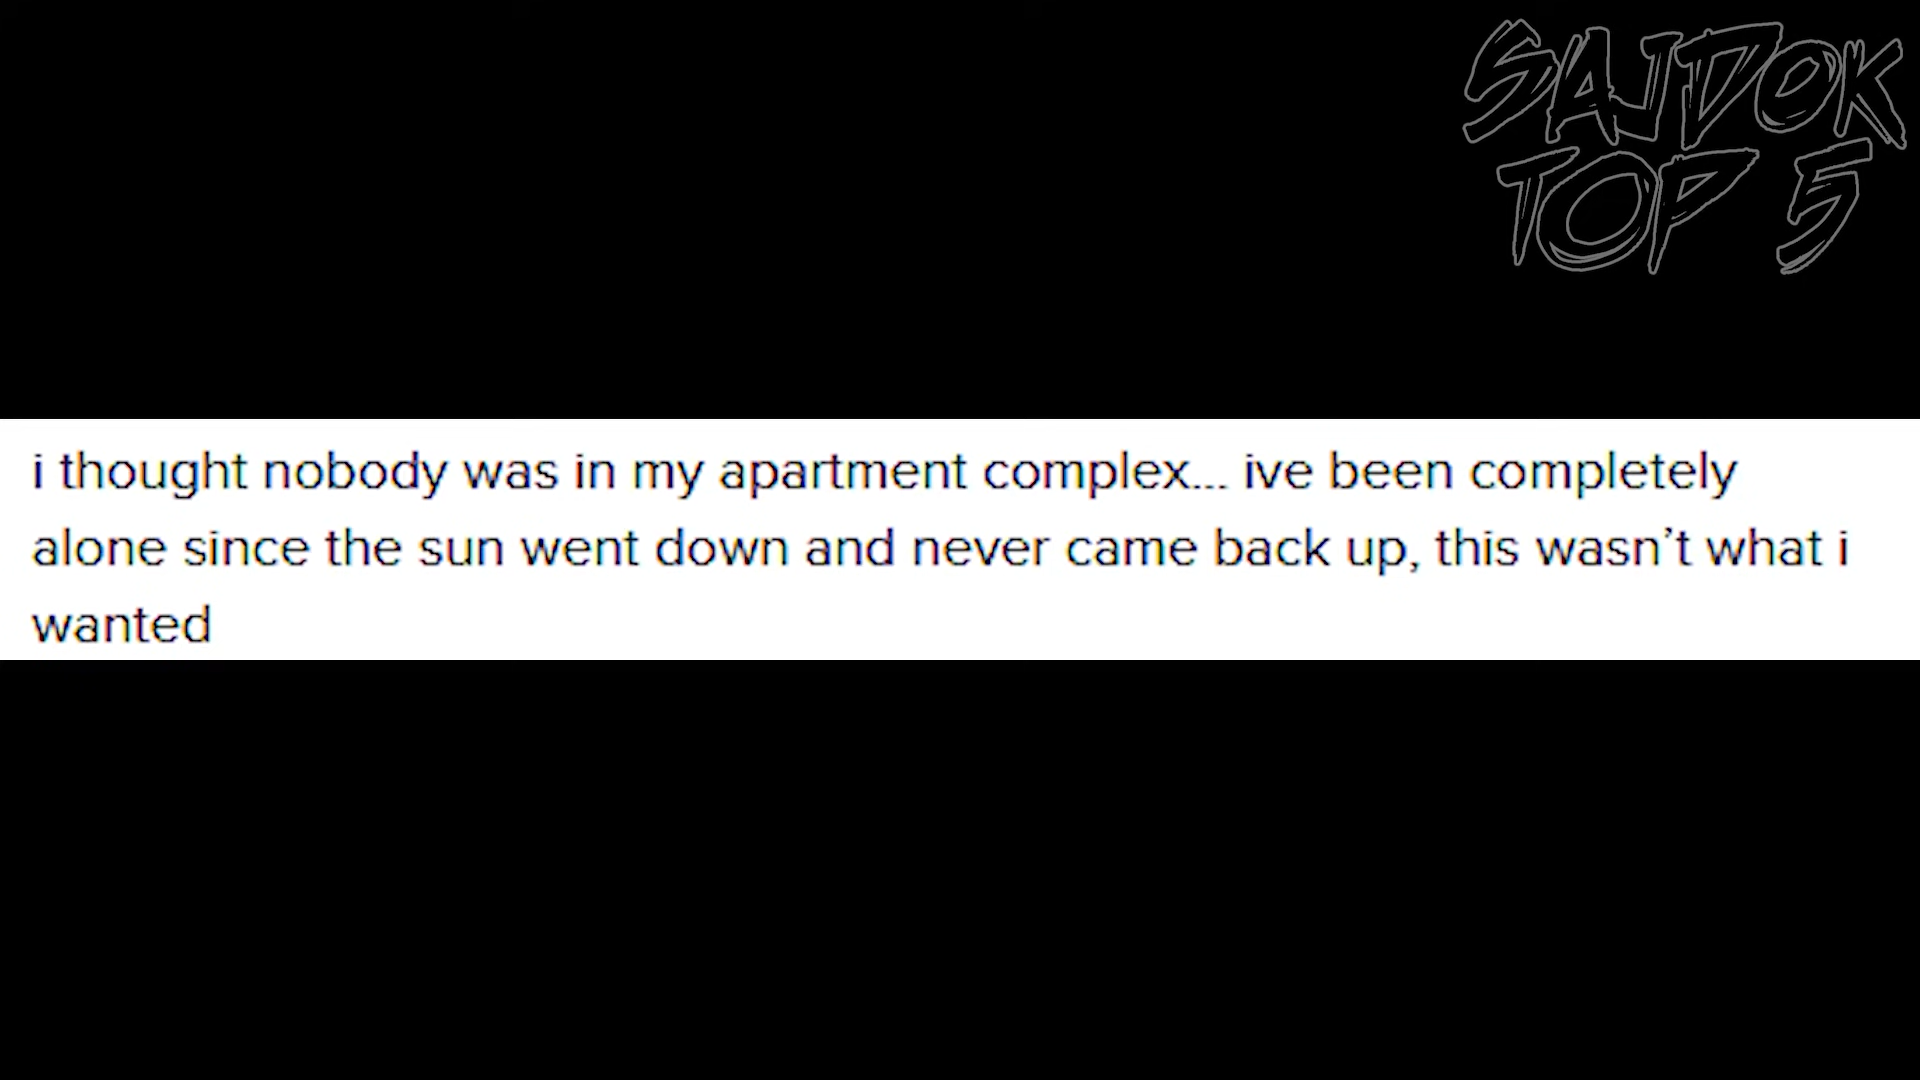 SAJDOK
TOP 5
i thought nobody was in my apartment complex... ive been completely
alone since the sun went down and never came back up, this wasn’t what i
wanted